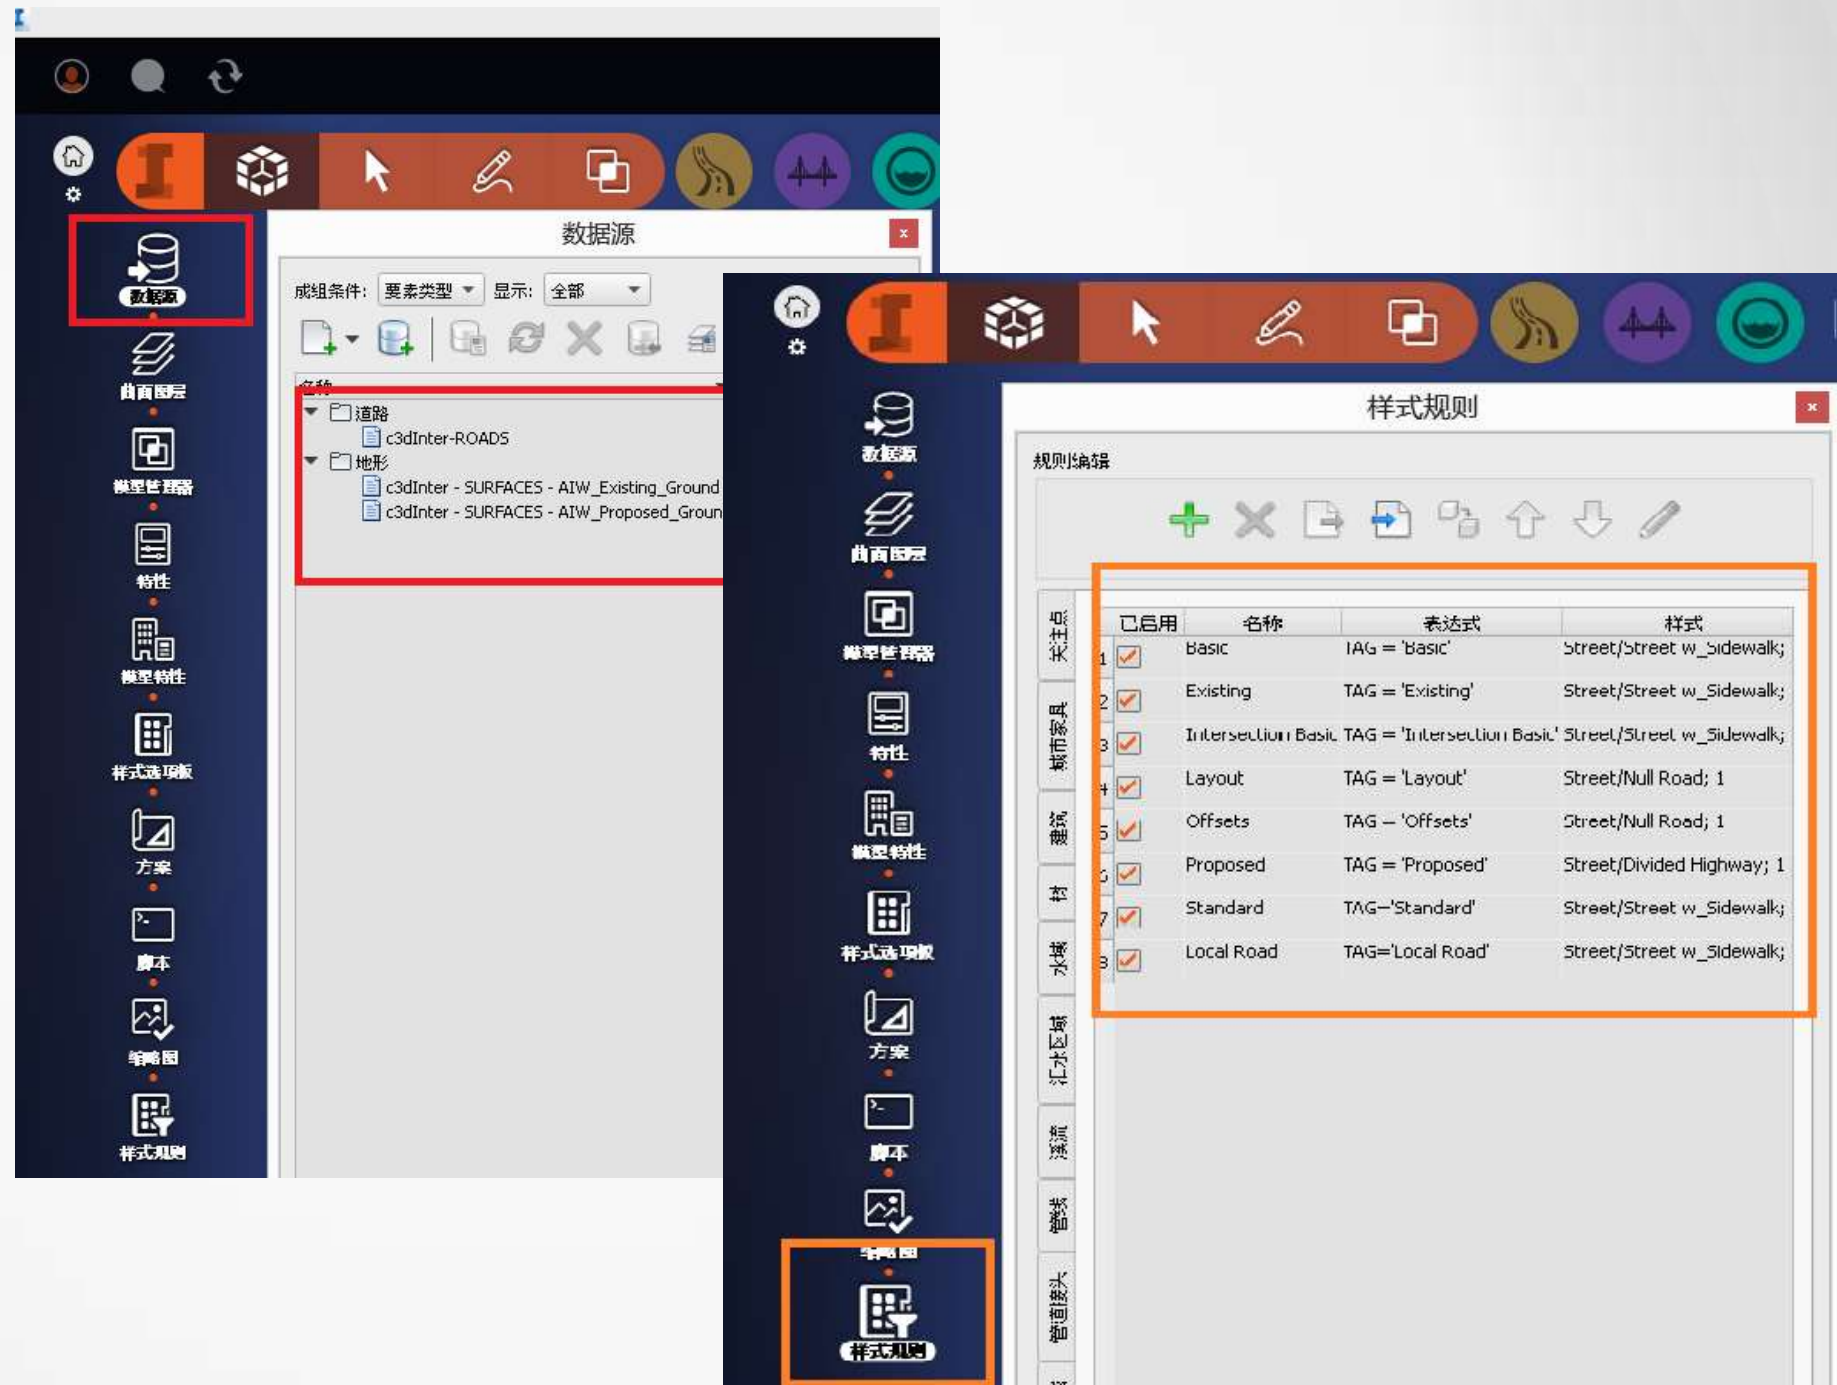 数据源
曲面图层
模型管理器
特性
模型特性
样式选项板
方案
脚本
缩略图
样式规则
数据源
成组条件: 要素类型 显示: 全部
名称
道路
c3dInter-ROADS
地形
c3dInter - SURFACES - AIW_Existing_Ground
c3dInter - SURFACES - AIW_Proposed_Groun
数据源
曲面图层
模型管理器
特性
模型特性
样式选项板
方案
脚本
缩略图
样式规则
样式规则
规则编辑
关注点
城市家具
建筑
树
水域
汇水区域
溪流
管线
管道接头
已启用 名称 表达式 样式
1 Basic TAG = 'Basic' Street/Street w_Sidewalk;
2 Existing TAG = 'Existing' Street/Street w_Sidewalk;
3 Intersection Basic TAG = 'Intersection Basic' Street/Street w_Sidewalk;
4 Layout TAG = 'Layout' Street/Null Road; 1
5 Offsets TAG = 'Offsets' Street/Null Road; 1
6 Proposed TAG = 'Proposed' Street/Divided Highway; 1
7 Standard TAG='Standard' Street/Street w_Sidewalk;
8 Local Road TAG='Local Road' Street/Street w_Sidewalk;